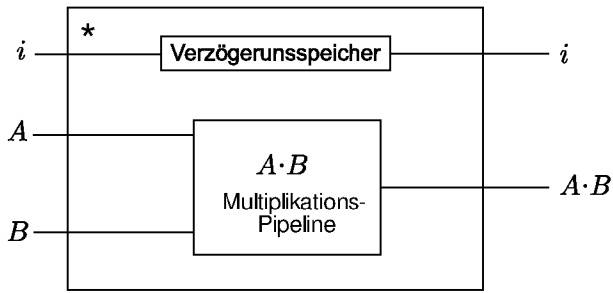 *
i Verzögerunsspeicher i
A
A·B
Multiplikations-
Pipeline
A·B
B